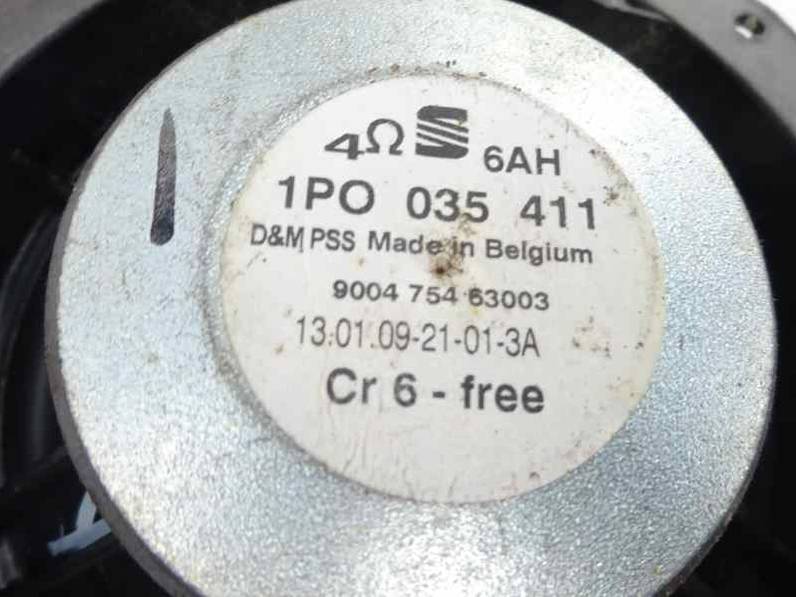 4Ω S 6AH
1PO 035 411
D&M PSS Made in Belgium
9004 754 63003
13.01.09-21-01-3A
Cr 6 - free